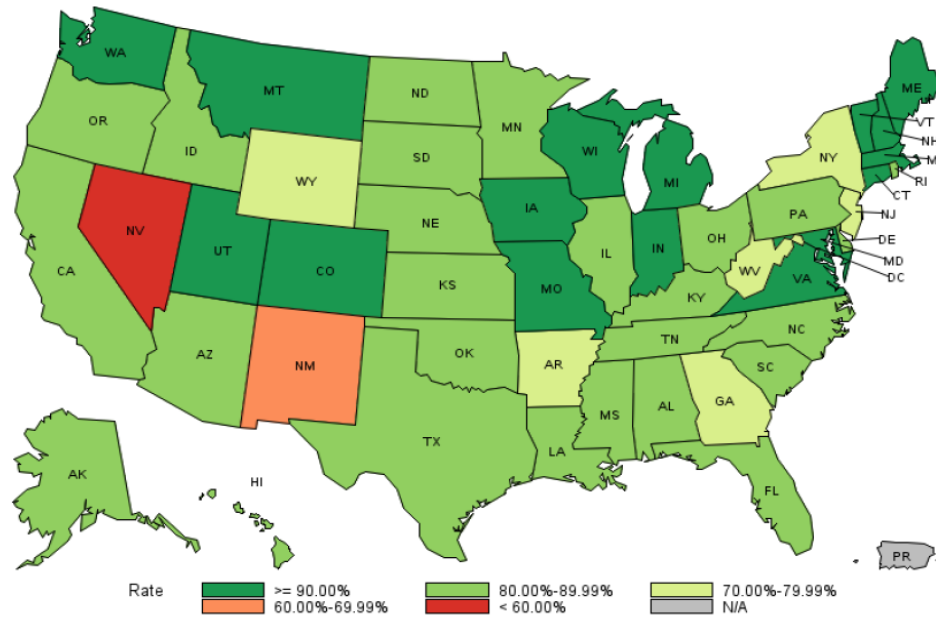 WA
MT
ND
MN
ME
VT
NH
M
OR
ID
SD
WI
NY
WY
MI
RI
CT
NE
IA
PA
NJ
NV
UT
CO
IL
IN
OH
DE
MD
DC
CA
KS
MO
WV
VA
KY
AZ
NM
OK
AR
TN
NC
SC
TX
LA
MS
AL
GA
FL
AK
HI
PR
Rate
>= 90.00%
80.00%-89.99%
70.00%-79.99%
60.00%-69.99%
< 60.00%
N/A